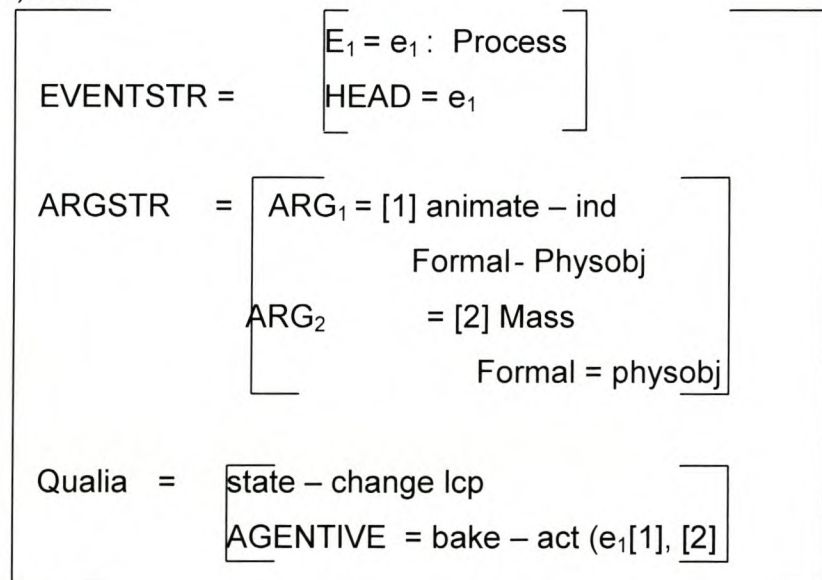 E₁ = e₁ : Process
EVENTSTR = HEAD = e₁
ARGSTR = ARG₁ = [1] animate – ind
Formal - Physobj
ARG₂ = [2] Mass
Formal = physobj
Qualia = state – change lcp
AGENTIVE = bake – act (e₁[1], [2]